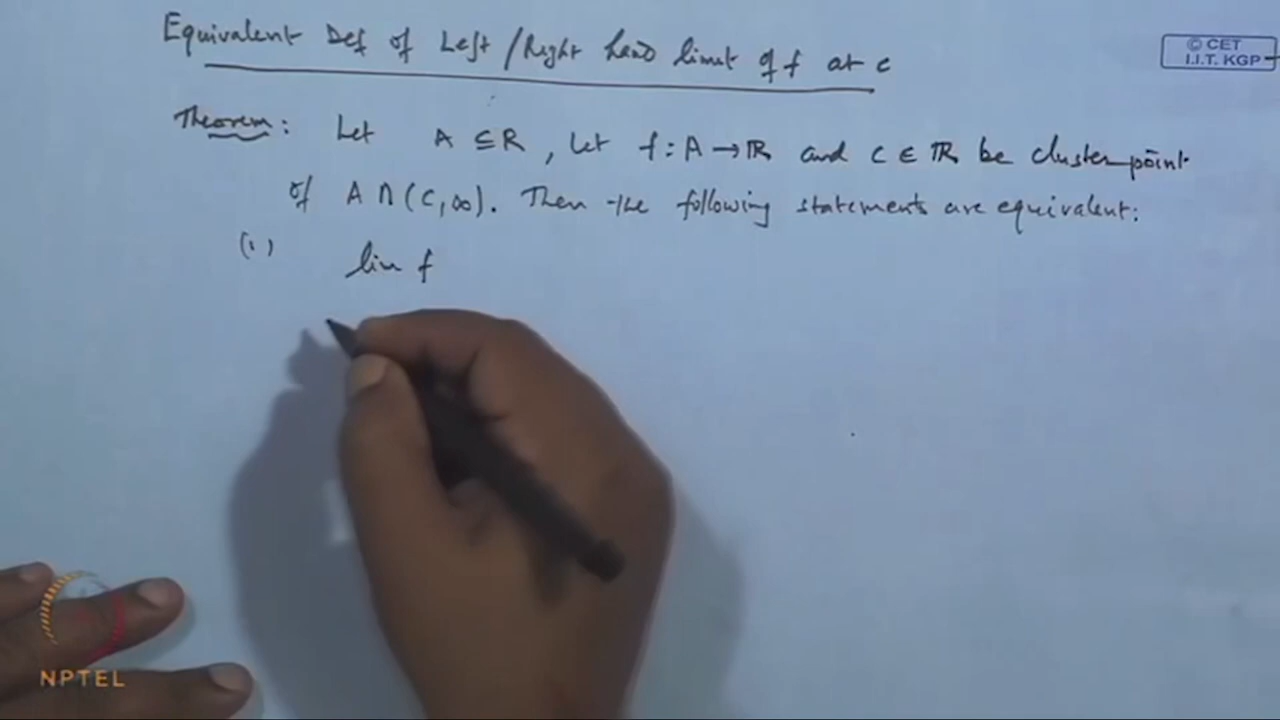 Equivalent Def of Left/Right hand limit of f at c
© CET
I.I.T. KGP
Theorem: Let A ⊆ R, Let f: A → ℝ and c ∈ ℝ be cluster point
of A ∩ (c, ∞). Then the following statements are equivalent:
(1) lim f
NPTEL